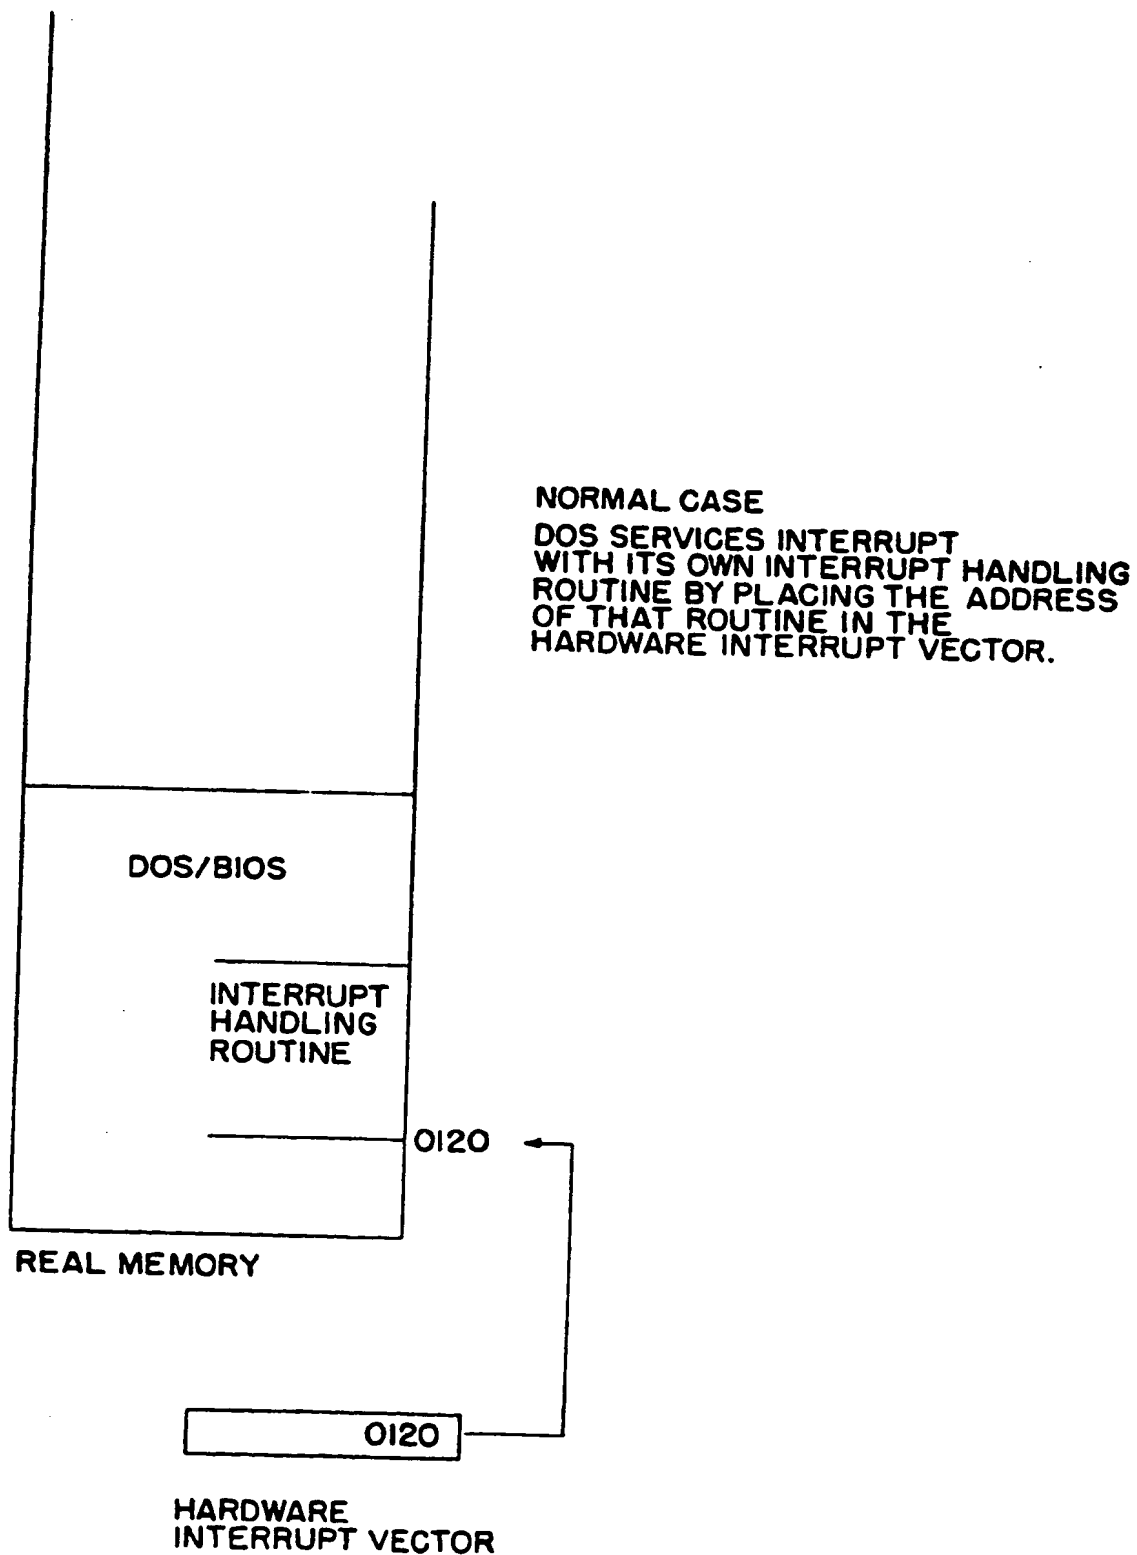 NORMAL CASE
DOS SERVICES INTERRUPT
WITH ITS OWN INTERRUPT HANDLING
ROUTINE BY PLACING THE ADDRESS
OF THAT ROUTINE IN THE
HARDWARE INTERRUPT VECTOR.
DOS/BIOS
INTERRUPT
HANDLING
ROUTINE
0120
REAL MEMORY
0120
HARDWARE
INTERRUPT VECTOR